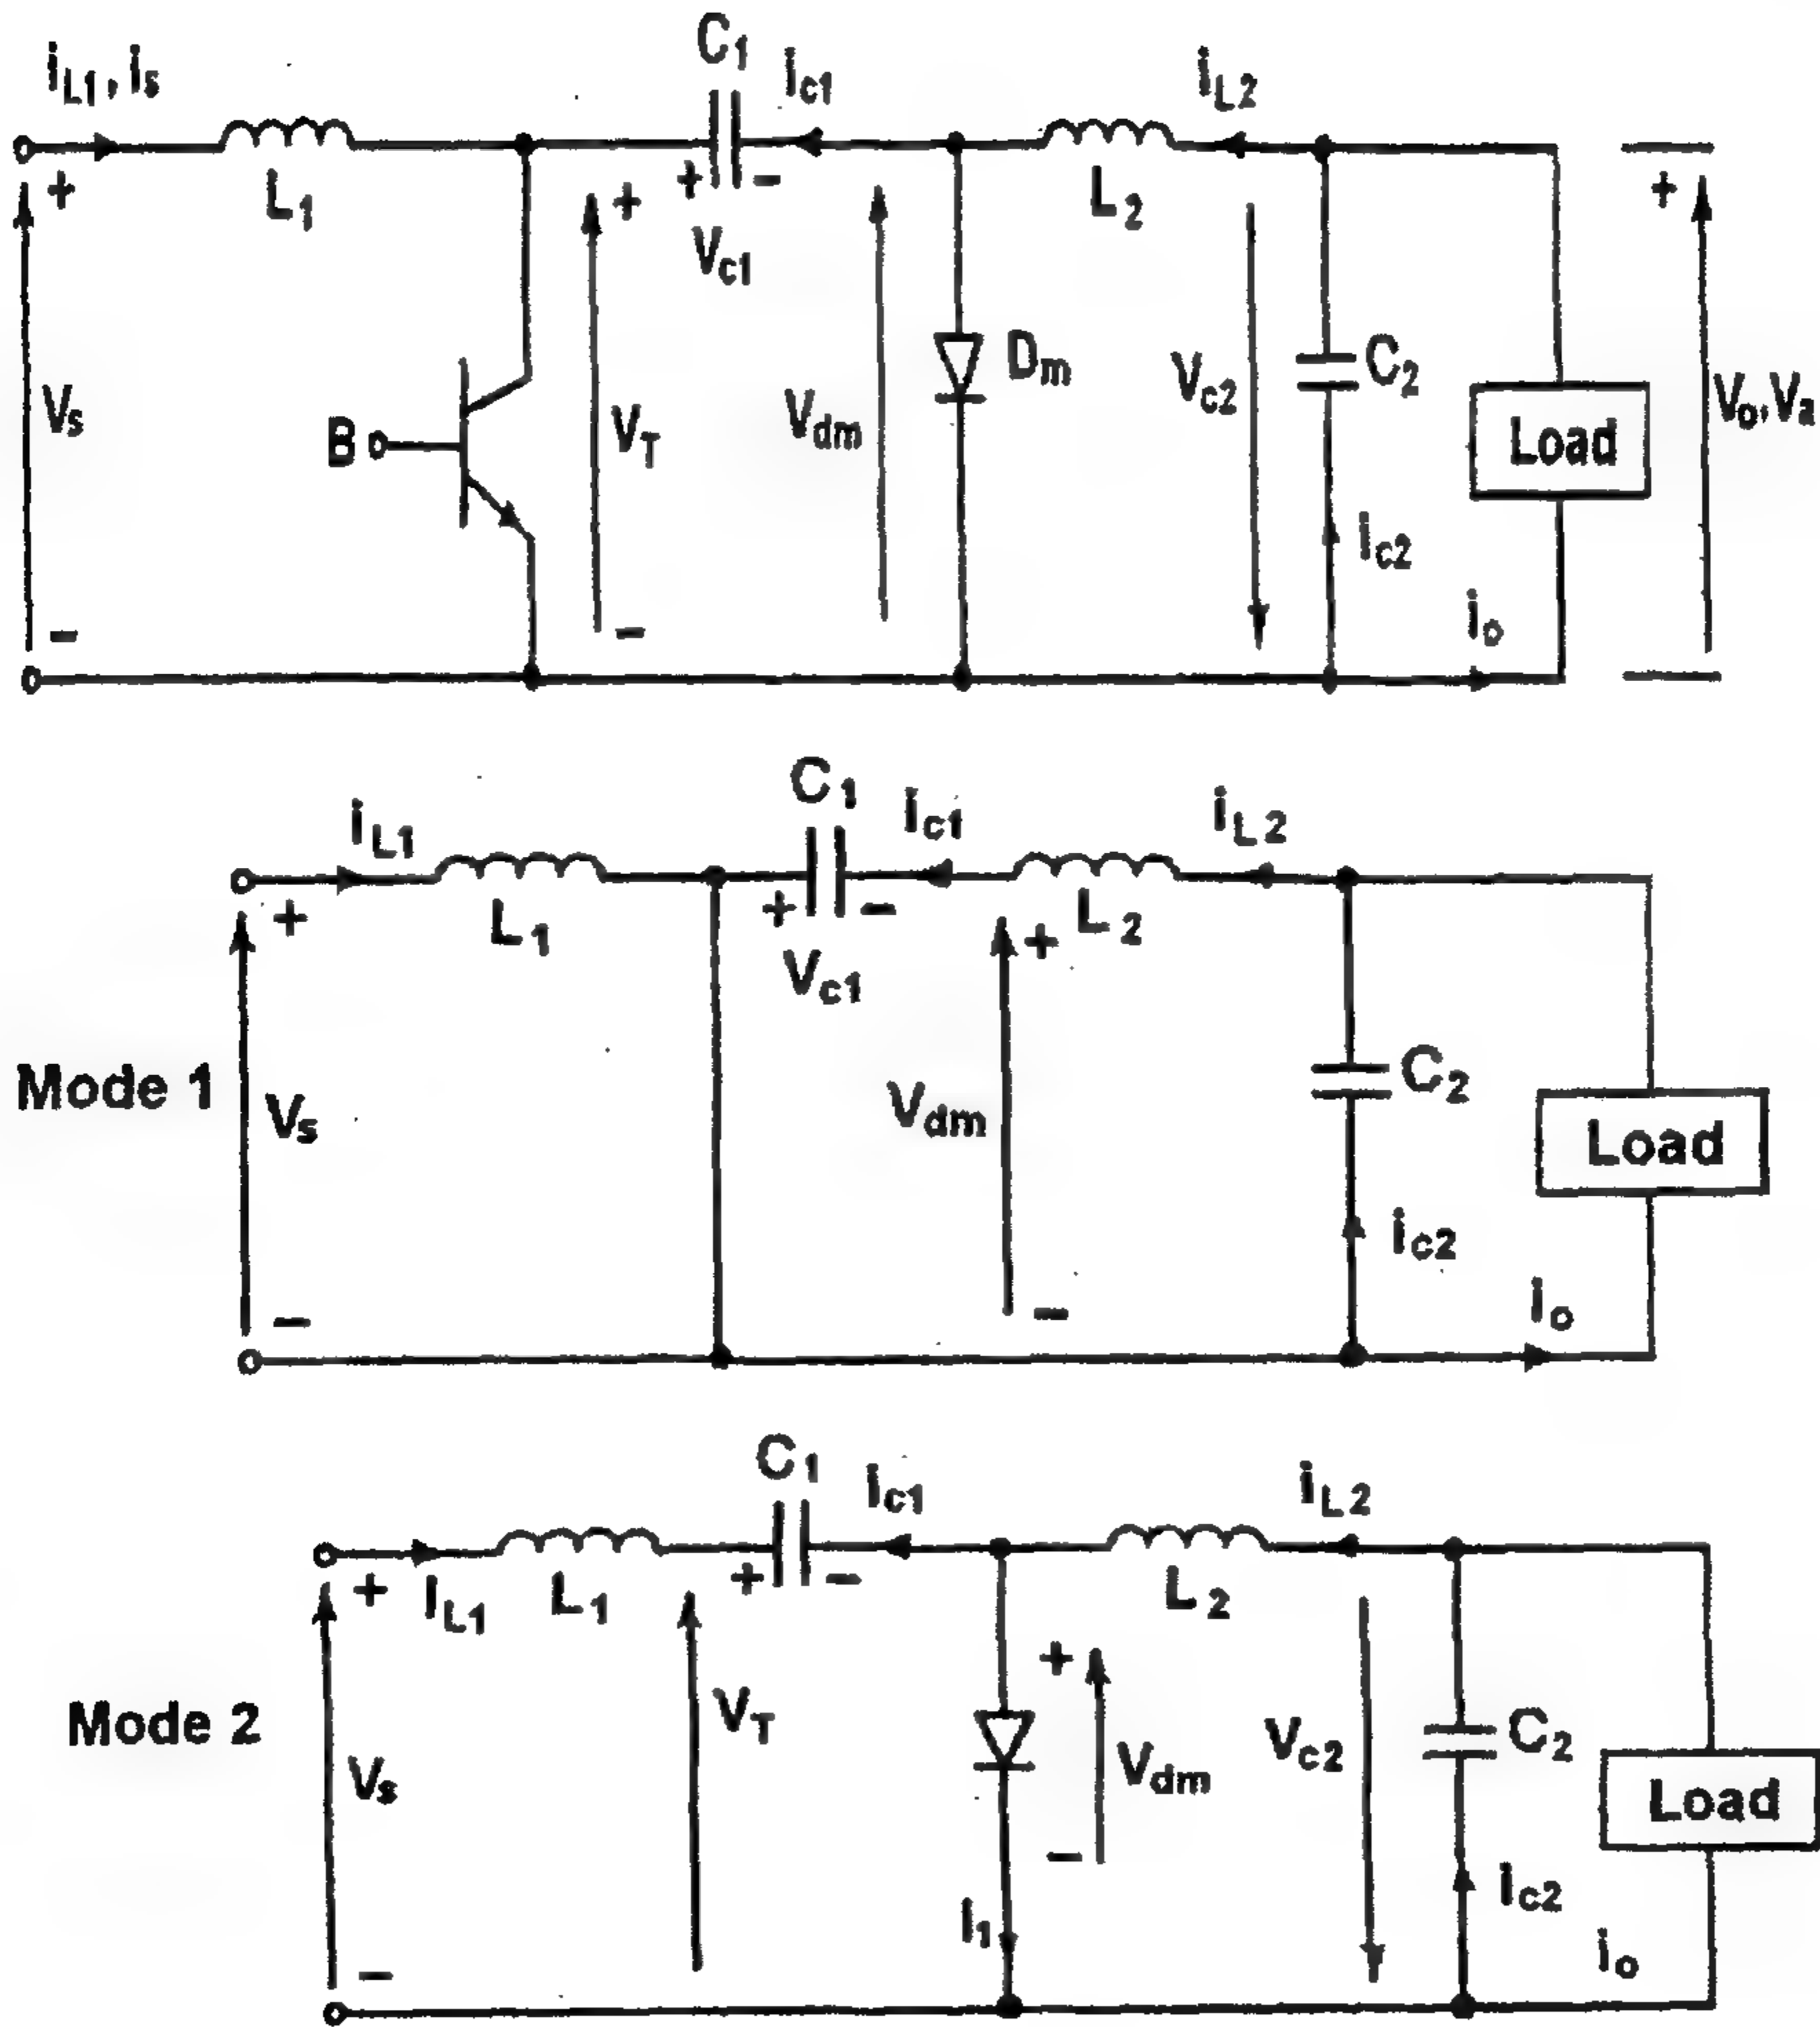 iL1, is
C1
ic1
iL2
+
L1
+
+
-
Vc1
L2
+
Vs
B
VT
Vdm
Dm
Vc2
C2
Load
Vo, Va
ic2
-
-
io
C1
iL1
ic1
iL2
+
L1
+
-
Vc1
+
L2
Mode 1
Vs
Vdm
C2
Load
ic2
-
-
io
C1
ic1
iL2
+
IL1
L1
+
-
L2
Mode 2
Vs
VT
+
Vdm
-
Vc2
C2
Load
I1
ic2
io
-